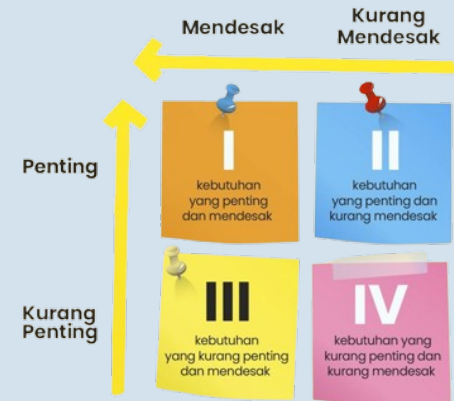 Mendesak
Kurang
Mendesak
Penting
I
kebutuhan
yang penting
dan mendesak
II
kebutuhan
yang penting dan
kurang mendesak
Kurang
Penting
III
kebutuhan
yang kurang penting
dan mendesak
IV
kebutuhan yang
kurang penting dan
kurang mendesak